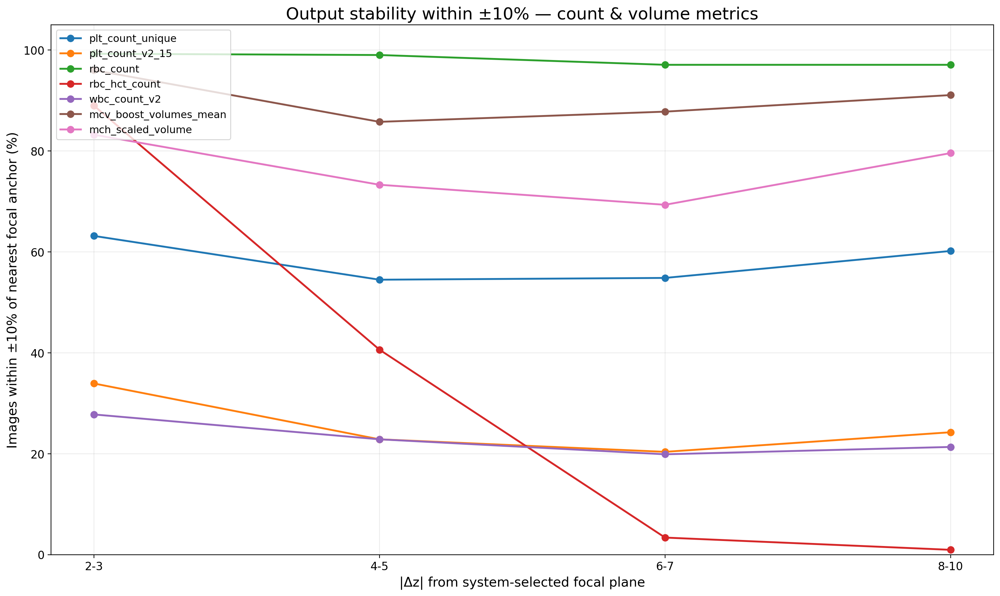 Output stability within ±10% — count & volume metrics
plt_count_unique
plt_count_v2_15
rbc_count
rbc_hct_count
wbc_count_v2
mcv_boost_volumes_mean
mch_scaled_volume
Images within ±10% of nearest focal anchor (%)
100
80
60
40
20
0
2-3
4-5
6-7
8-10
|Δz| from system-selected focal plane